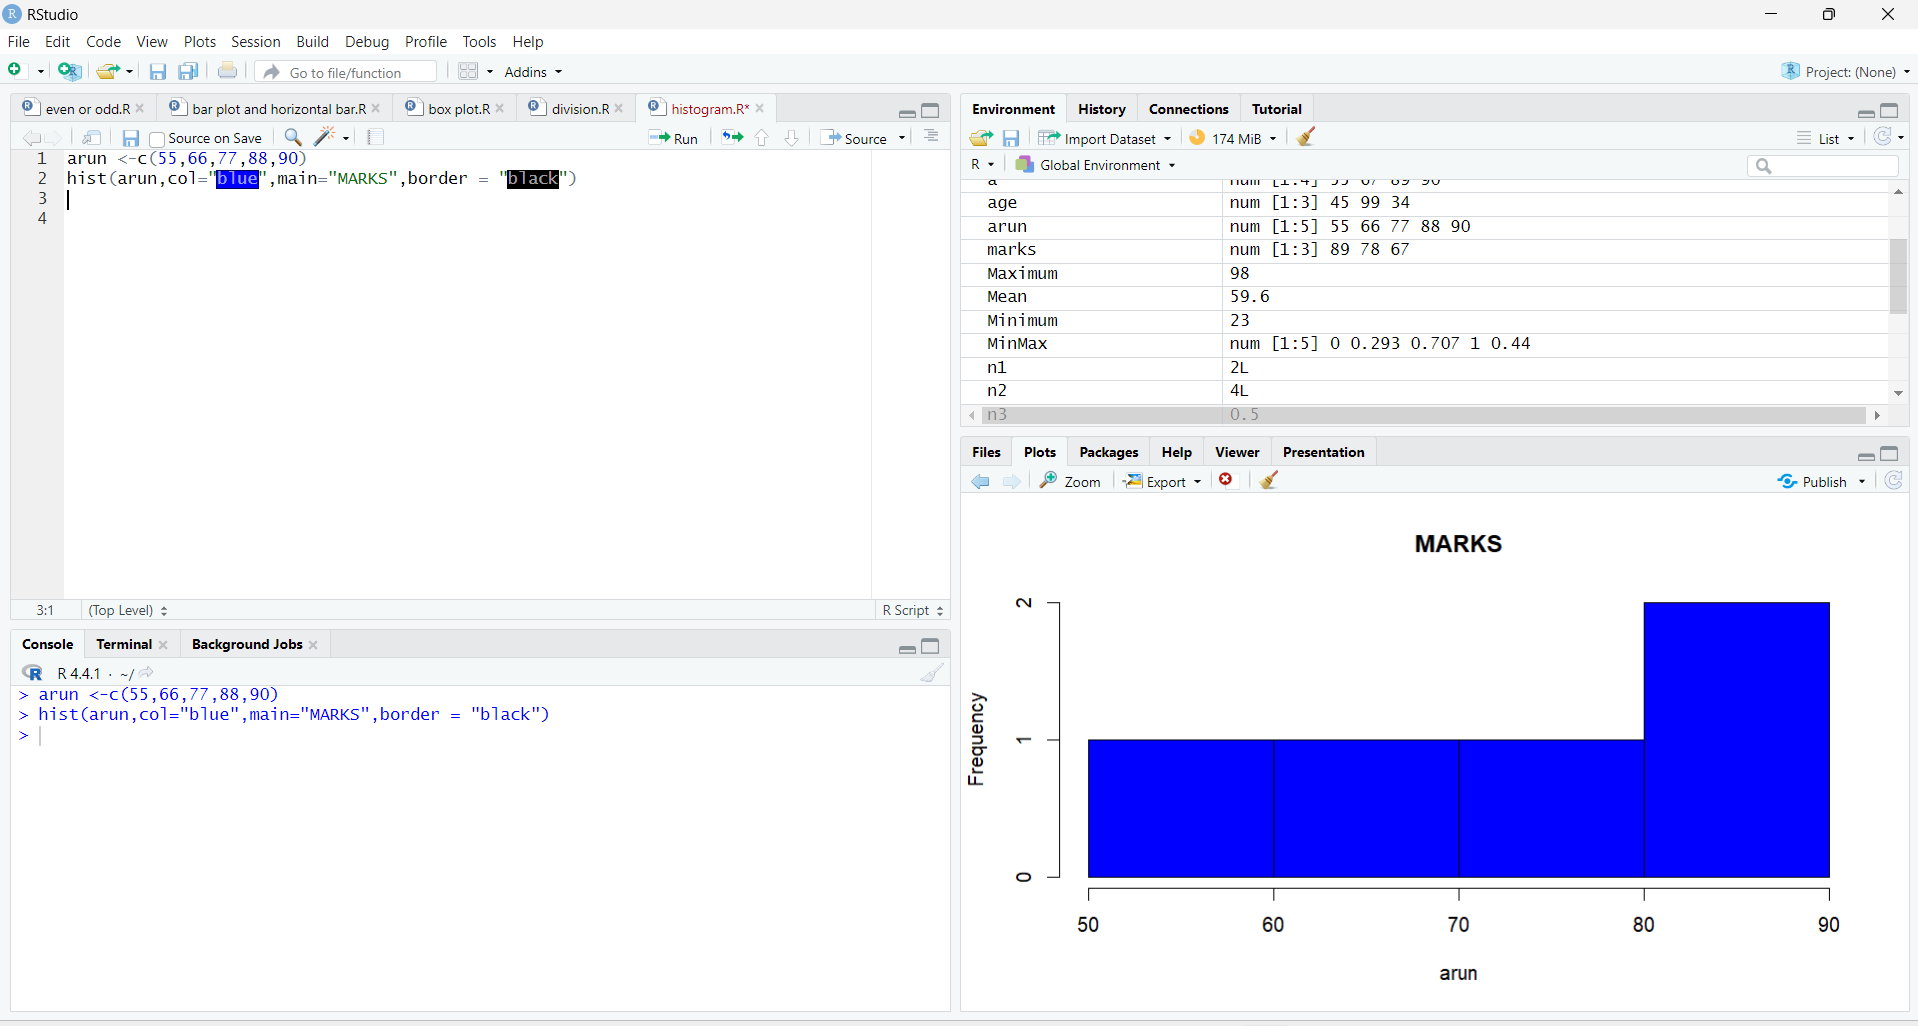 RStudio
File Edit Code View Plots Session Build Debug Profile Tools Help
Go to file/function Addins Project: (None)
even or odd.R bar plot and horizontal bar.R box plot.R division.R histogram.R*
Source on Save Run Source
1 arun <-c(55,66,77,88,90)
2 hist(arun,col="blue",main="MARKS",border = "black")
3
4
3:1 (Top Level) R Script
Console Terminal Background Jobs
R 4.4.1 · ~/
> arun <-c(55,66,77,88,90)
> hist(arun,col="blue",main="MARKS",border = "black")
>
Environment History Connections Tutorial
Import Dataset 174 MiB List
R Global Environment
age num [1:3] 45 99 34
arun num [1:5] 55 66 77 88 90
marks num [1:3] 89 78 67
Maximum 98
Mean 59.6
Minimum 23
MinMax num [1:5] 0 0.293 0.707 1 0.44
n1 2L
n2 4L
n3 0.5
Files Plots Packages Help Viewer Presentation
Zoom Export Publish
MARKS
2
1
0
Frequency
50 60 70 80 90
arun